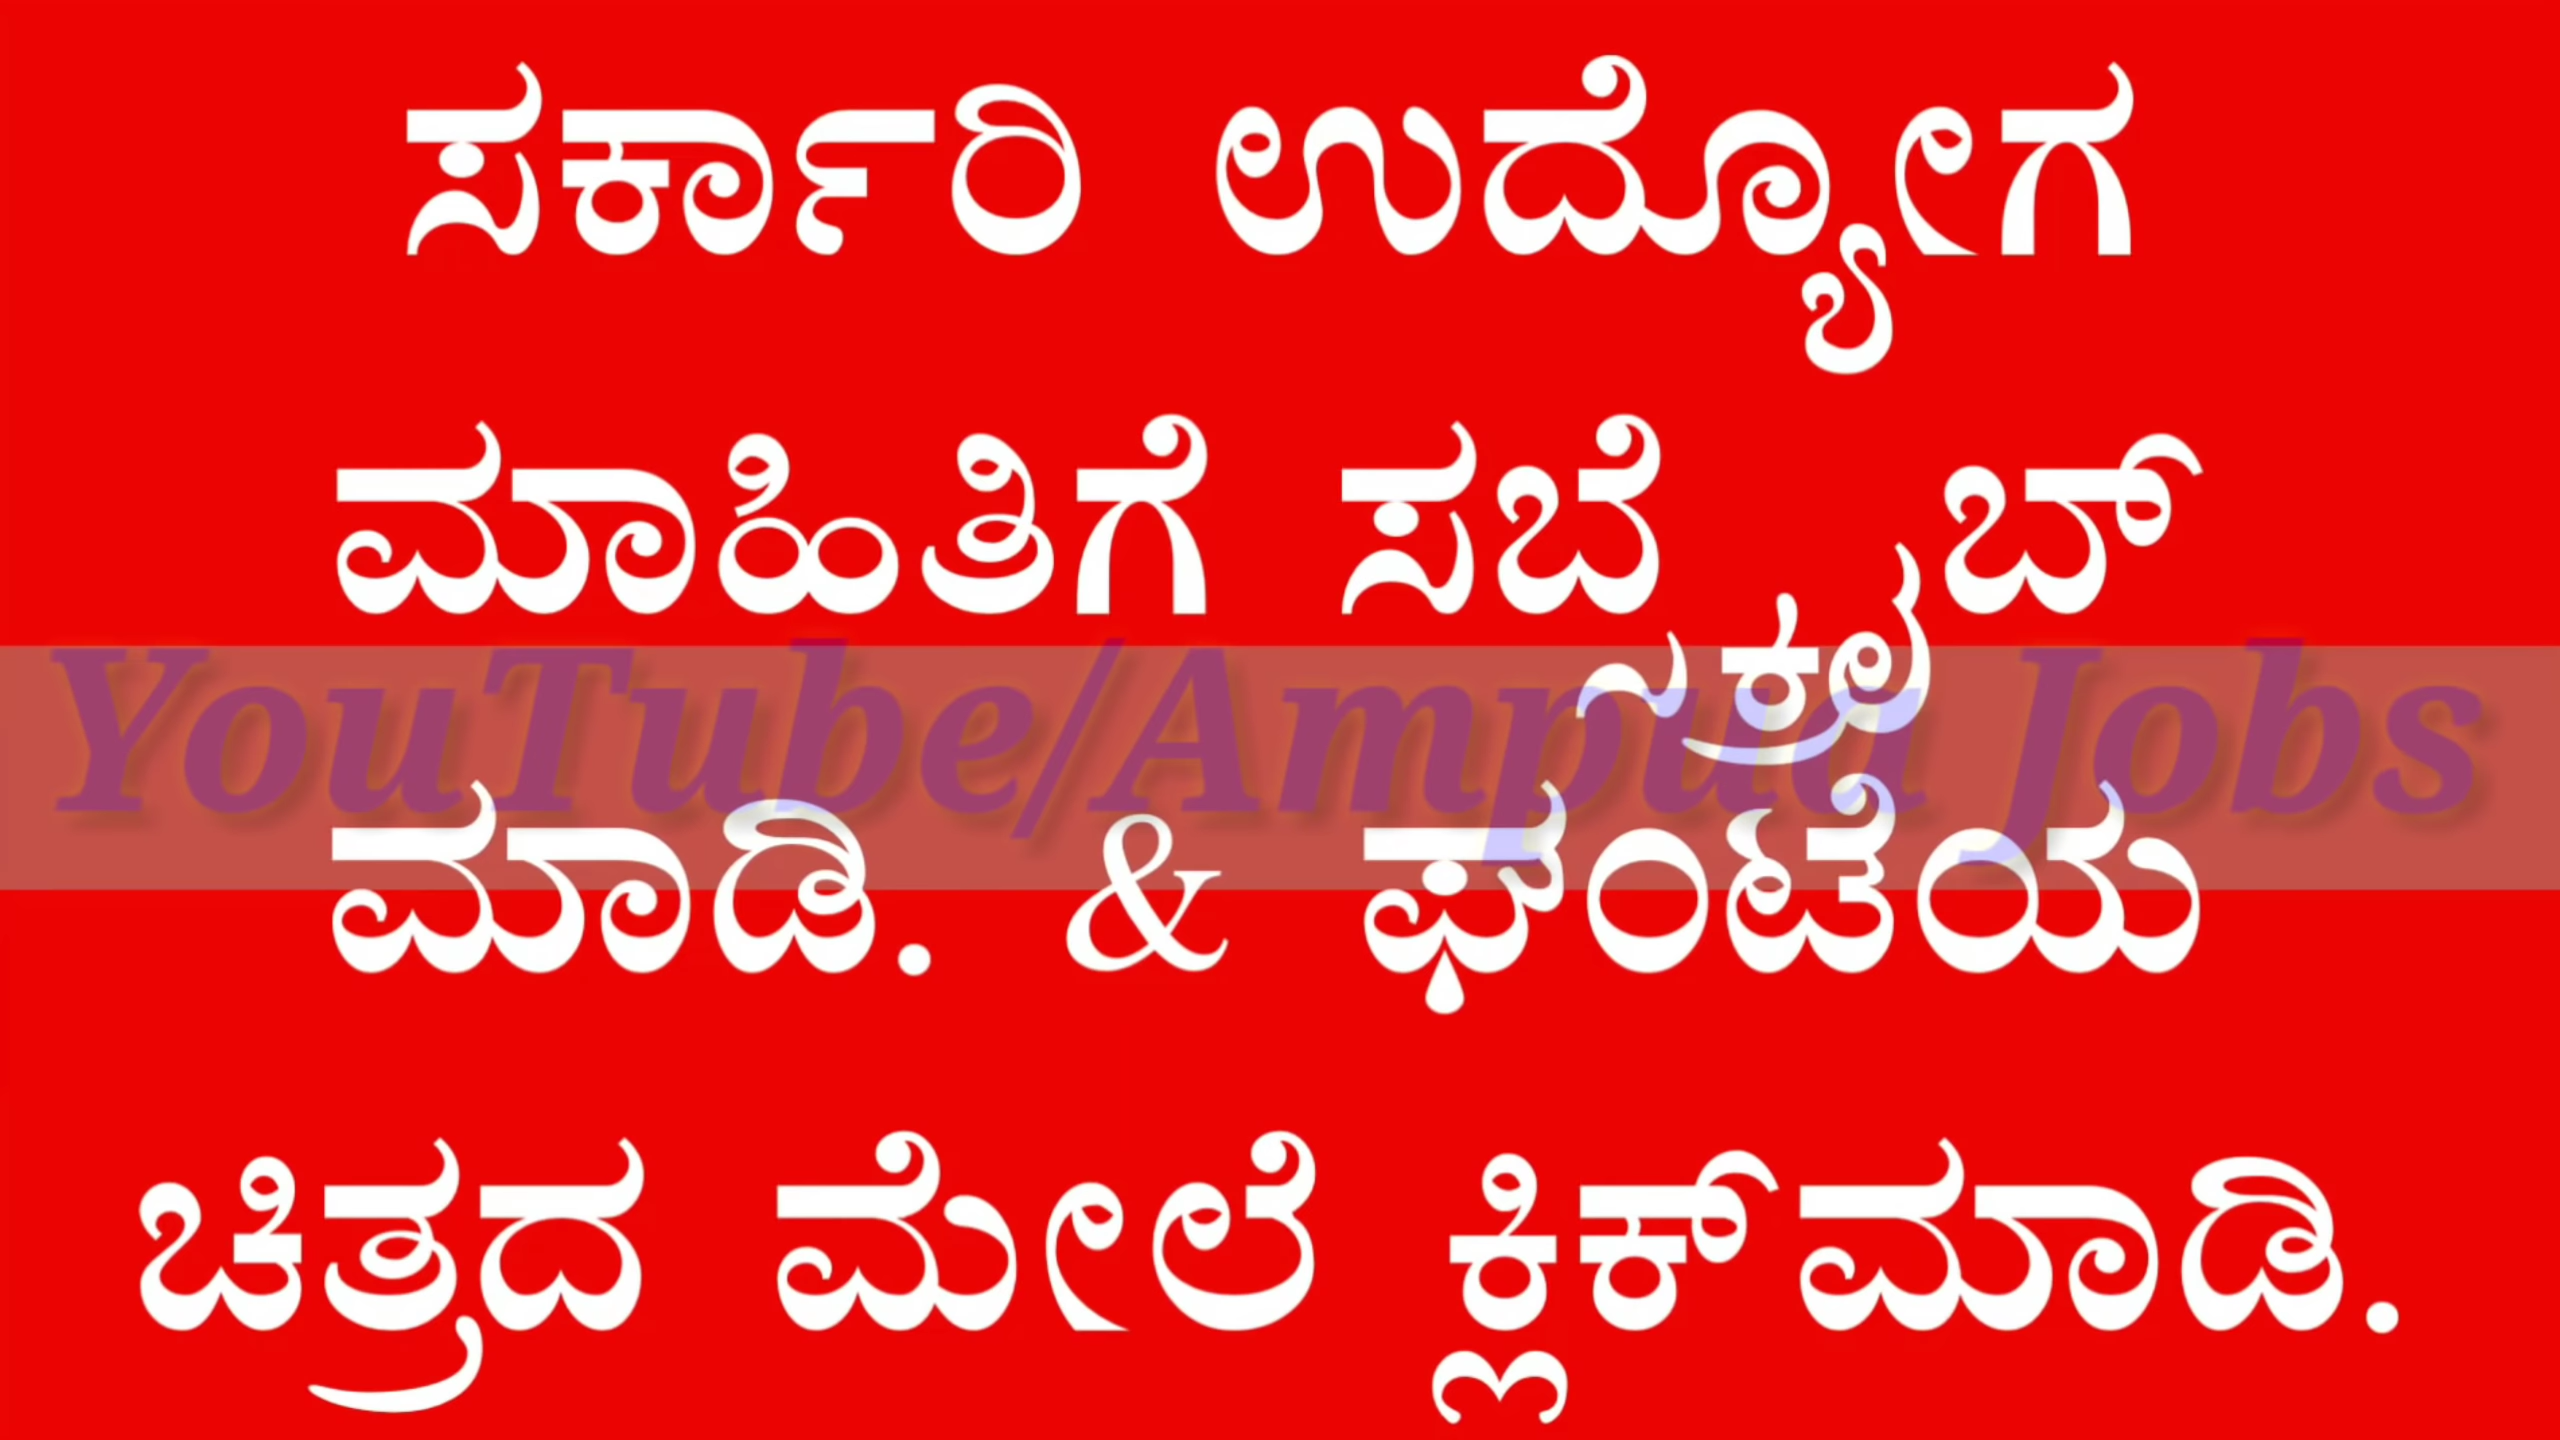 ಸರ್ಕಾರಿ ಉದ್ಯೋಗ
ಮಾಹಿತಿಗೆ ಸಬ್ಸ್ಕ್ರೈಬ್
YouTube/Ampua Jobs
ಮಾಡಿ. & ಘಂಟೆಯ
ಚಿತ್ರದ ಮೇಲೆ ಕ್ಲಿಕ್‌ಮಾಡಿ.